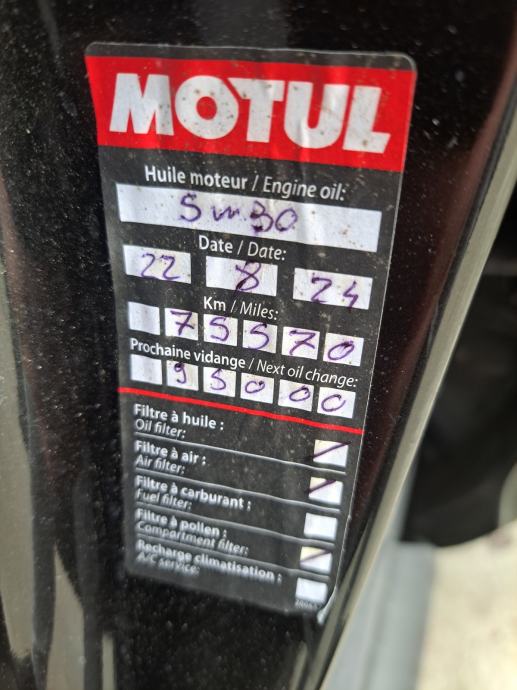 MOTUL
Huile moteur / Engine oil:
5w30
Date / Date:
22 8 24
Km / Miles:
75570
Prochaine vidange / Next oil change:
95000
Filtre à huile :
Oil filter:
Filtre à air :
Air filter:
Filtre à carburant :
Fuel filter:
Filtre à pollen :
Compartment filter:
Recharge climatisation :
A/C service: